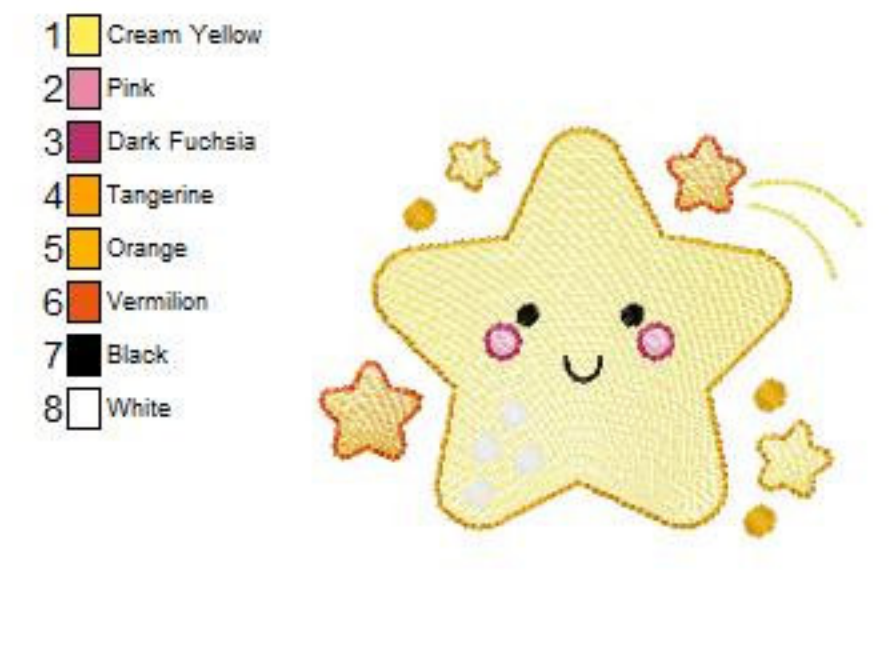 1 Cream Yellow
2 Pink
3 Dark Fuchsia
4 Tangerine
5 Orange
6 Vermilion
7 Black
8 White